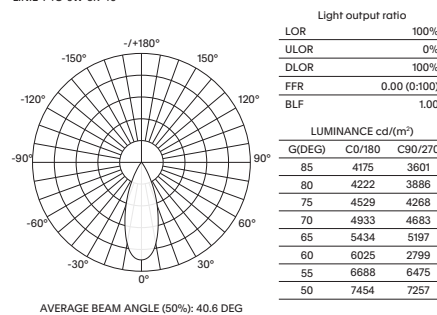 -/+180°
-150° 150°
-120° 120°
-90° 90°
-60° 60°
-30° 30°
0°
AVERAGE BEAM ANGLE (50%): 40.6 DEG
Light output ratio
LOR 100%
ULOR 0%
DLOR 100%
FFR 0.00 (0:100)
BLF 1.00
LUMINANCE cd/(m²)
G(DEG) C0/180 C90/270
85 4175 3601
80 4222 3886
75 4529 4268
70 4933 4683
65 5434 5197
60 6025 2799
55 6688 6475
50 7454 7257